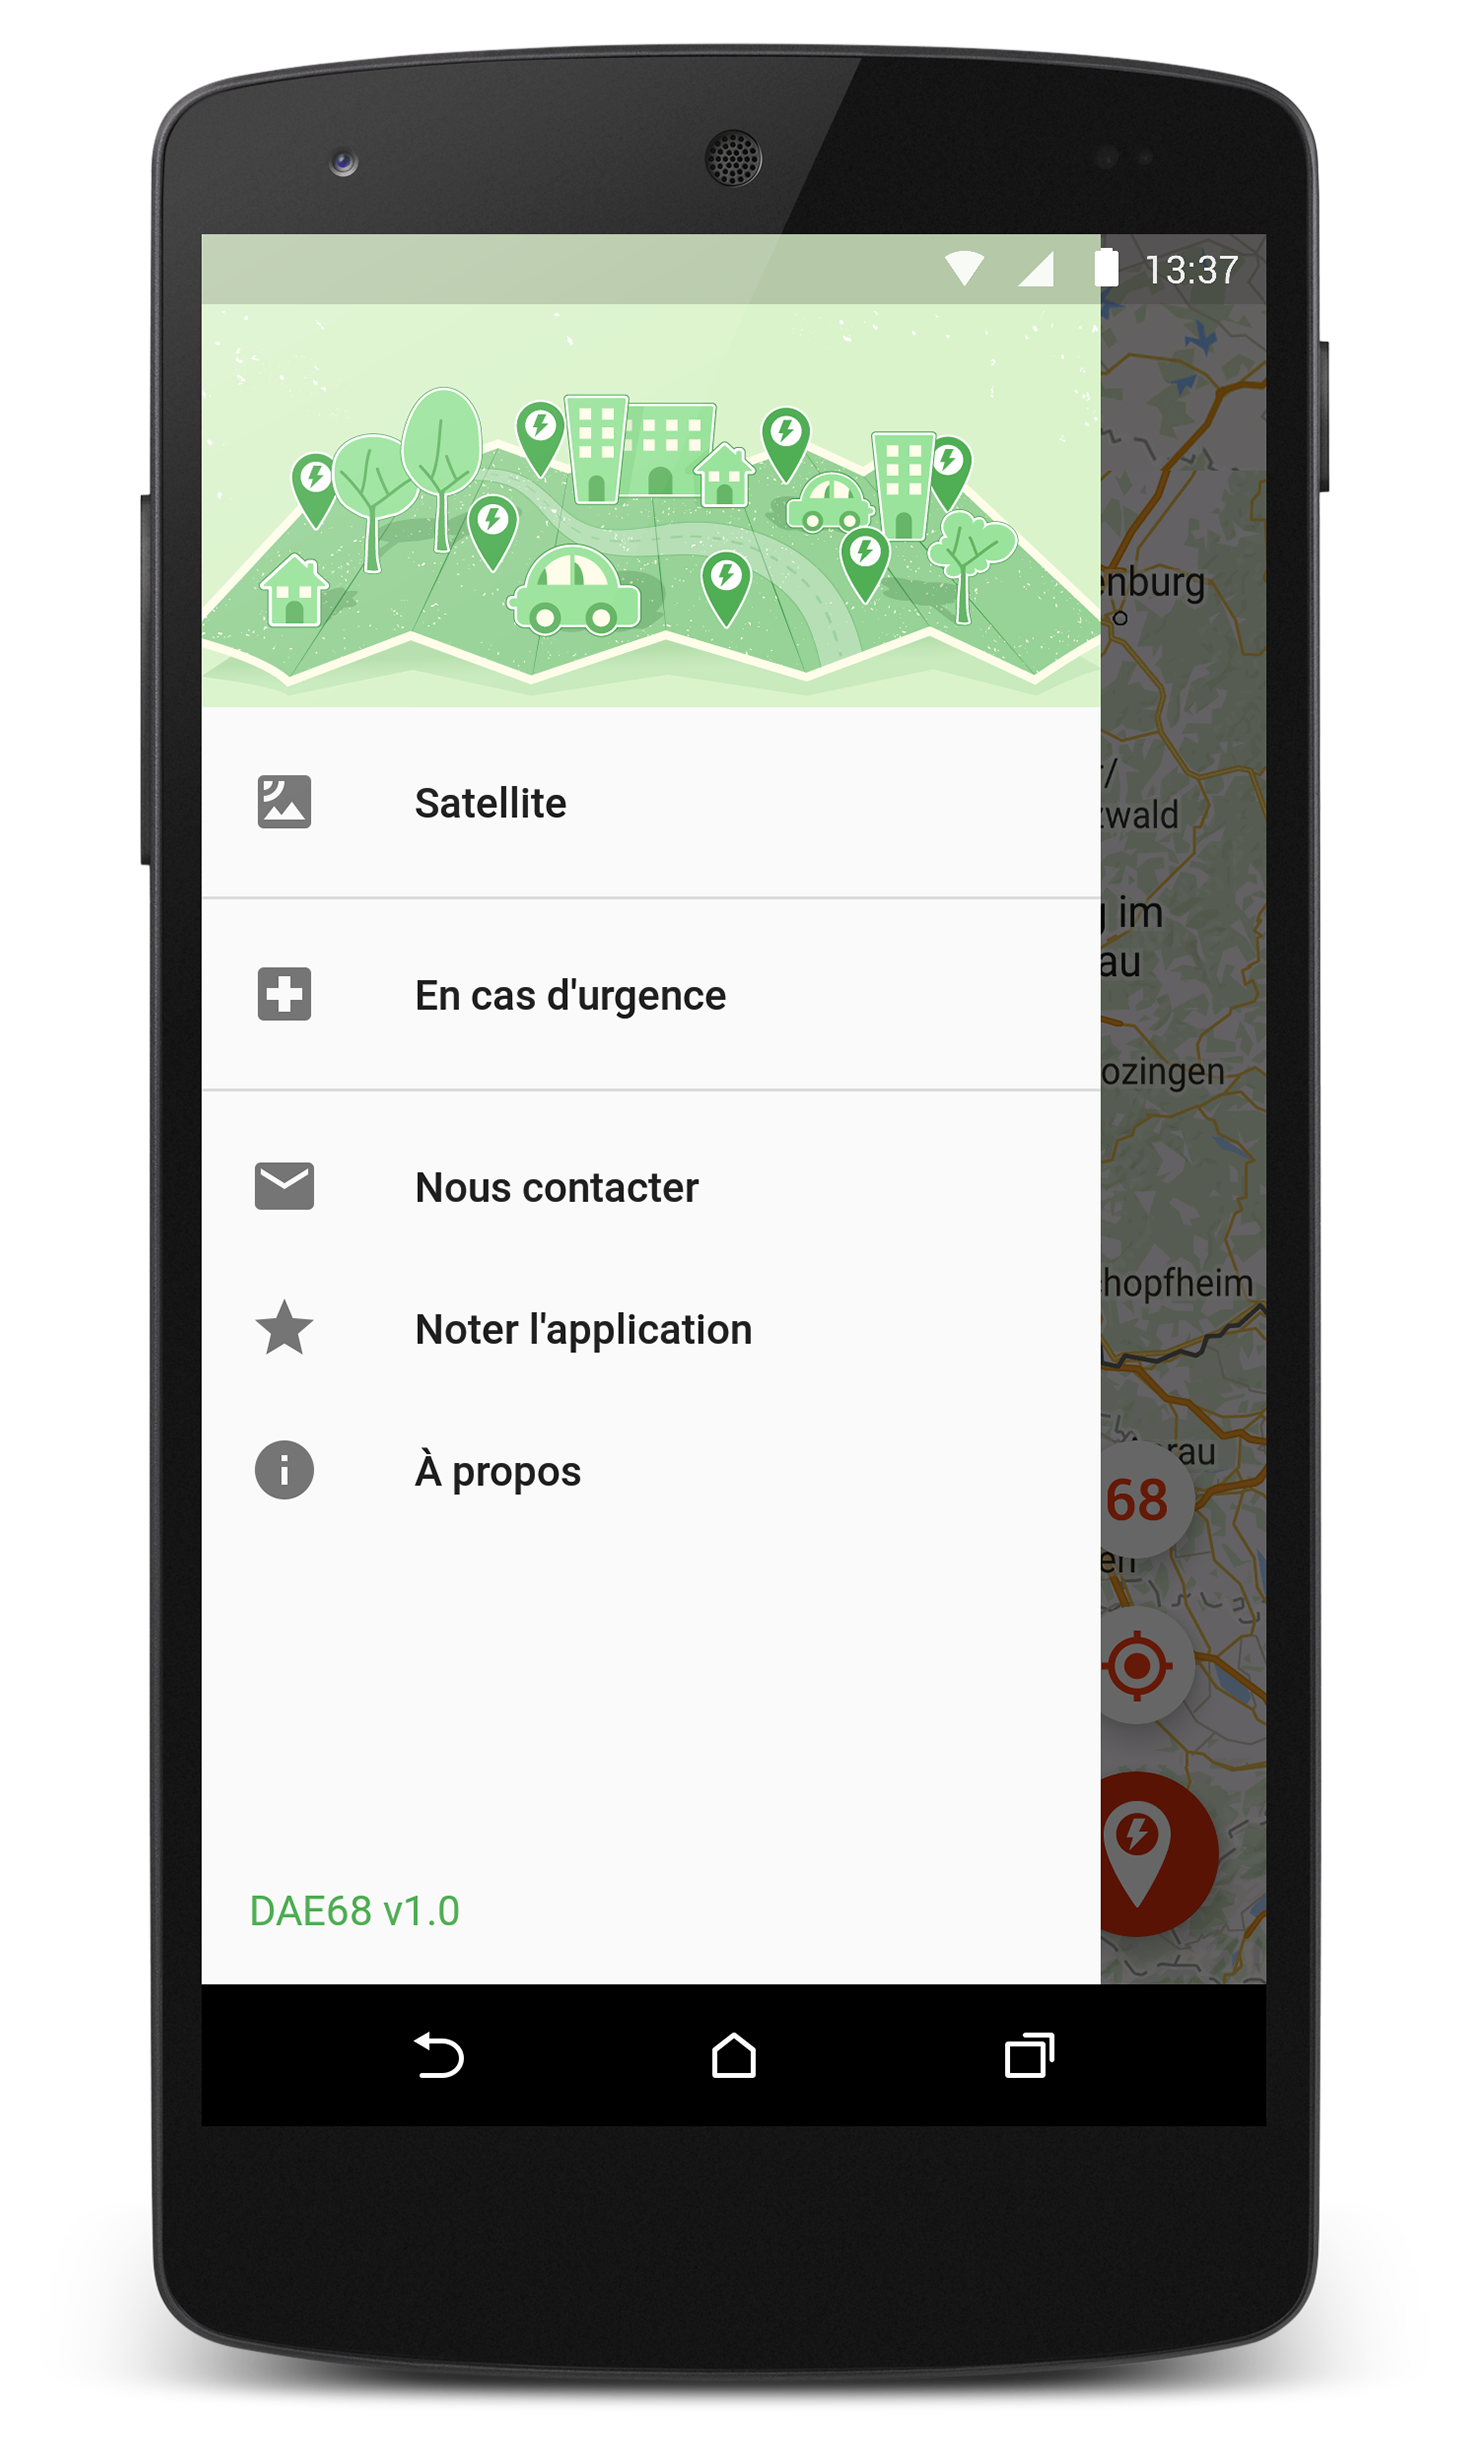 13:37
enburg
Satellite
zwald
im
au
En cas d'urgence
ozingen
Nous contacter
hopfheim
Noter l'application
rau
À propos
68
en
DAE68 v1.0